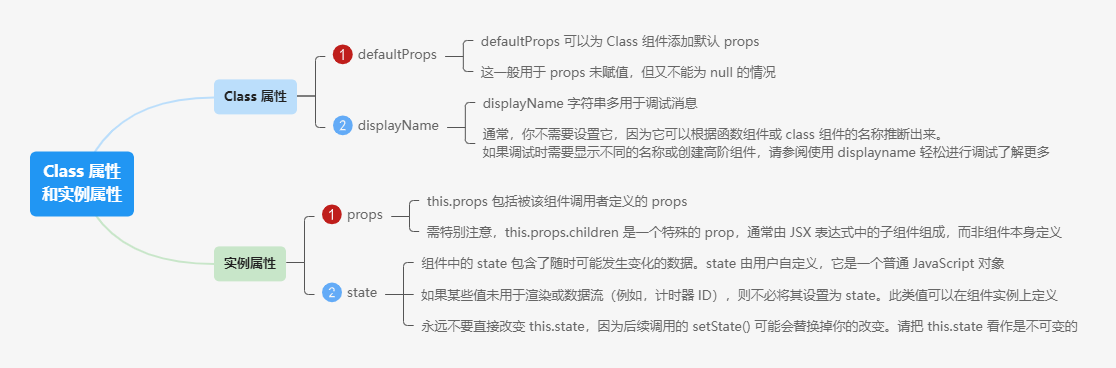 Class 属性
和实例属性
Class 属性
1 defaultProps
defaultProps 可以为 Class 组件添加默认 props
这一般用于 props 未赋值，但又不能为 null 的情况
2 displayName
displayName 字符串多用于调试消息
通常，你不需要设置它，因为它可以根据函数组件或 class 组件的名称推断出来。
如果调试时需要显示不同的名称或创建高阶组件，请参阅使用 displayname 轻松进行调试了解更多
实例属性
1 props
this.props 包括被该组件调用者定义的 props
需特别注意，this.props.children 是一个特殊的 prop，通常由 JSX 表达式中的子组件组成，而非组件本身定义
2 state
组件中的 state 包含了随时可能发生变化的数据。state 由用户自定义，它是一个普通 JavaScript 对象
如果某些值未用于渲染或数据流（例如，计时器 ID），则不必将其设置为 state。此类值可以在组件实例上定义
永远不要直接改变 this.state，因为后续调用的 setState() 可能会替换掉你的改变。请把 this.state 看作是不可变的